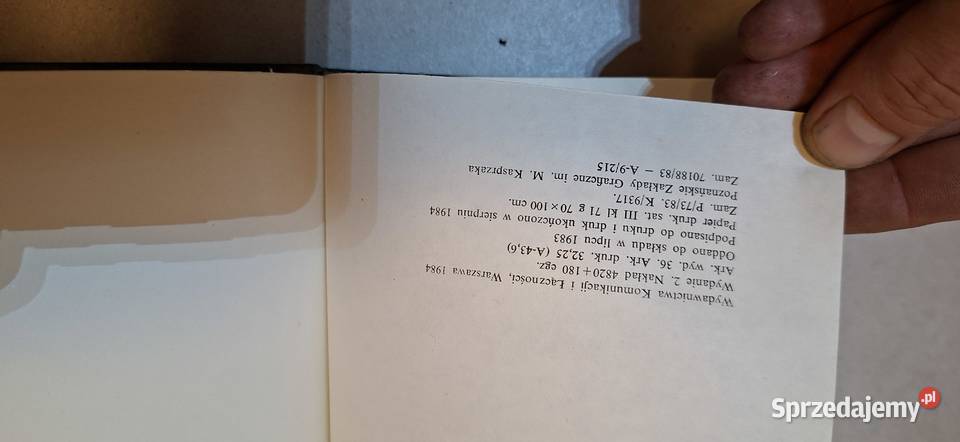 Wydawnictwa Komunikacji i Łączności, Warszawa 1984
Wydanie 2. Nakład 4820+180 egz.
Ark. wyd. 36. Ark. druk. 32,25 (A-43,6)
Oddano do składu w lipcu 1983
Podpisano do druku i druk ukończono w sierpniu 1984
Papier druk. sat. III kl 71 g 70×100 cm.
Zam. P/73/83. K/9317.
Poznańskie Zakłady Graficzne im. M. Kasprzaka
Zam. 70188/83 — A-9/215
Sprzedajemy.pl